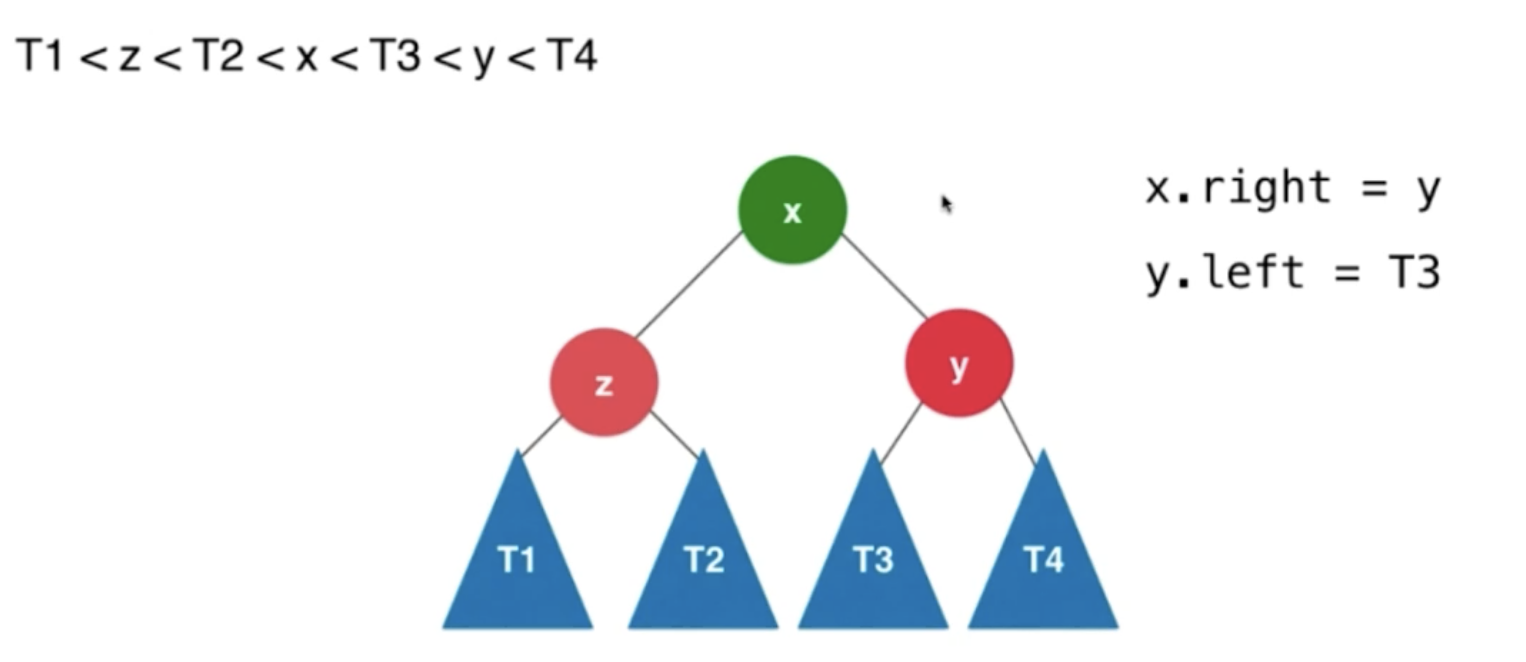 T1 < z < T2 < x < T3 < y < T4
x
x.right = y
y.left = T3
z
y
T1
T2
T3
T4